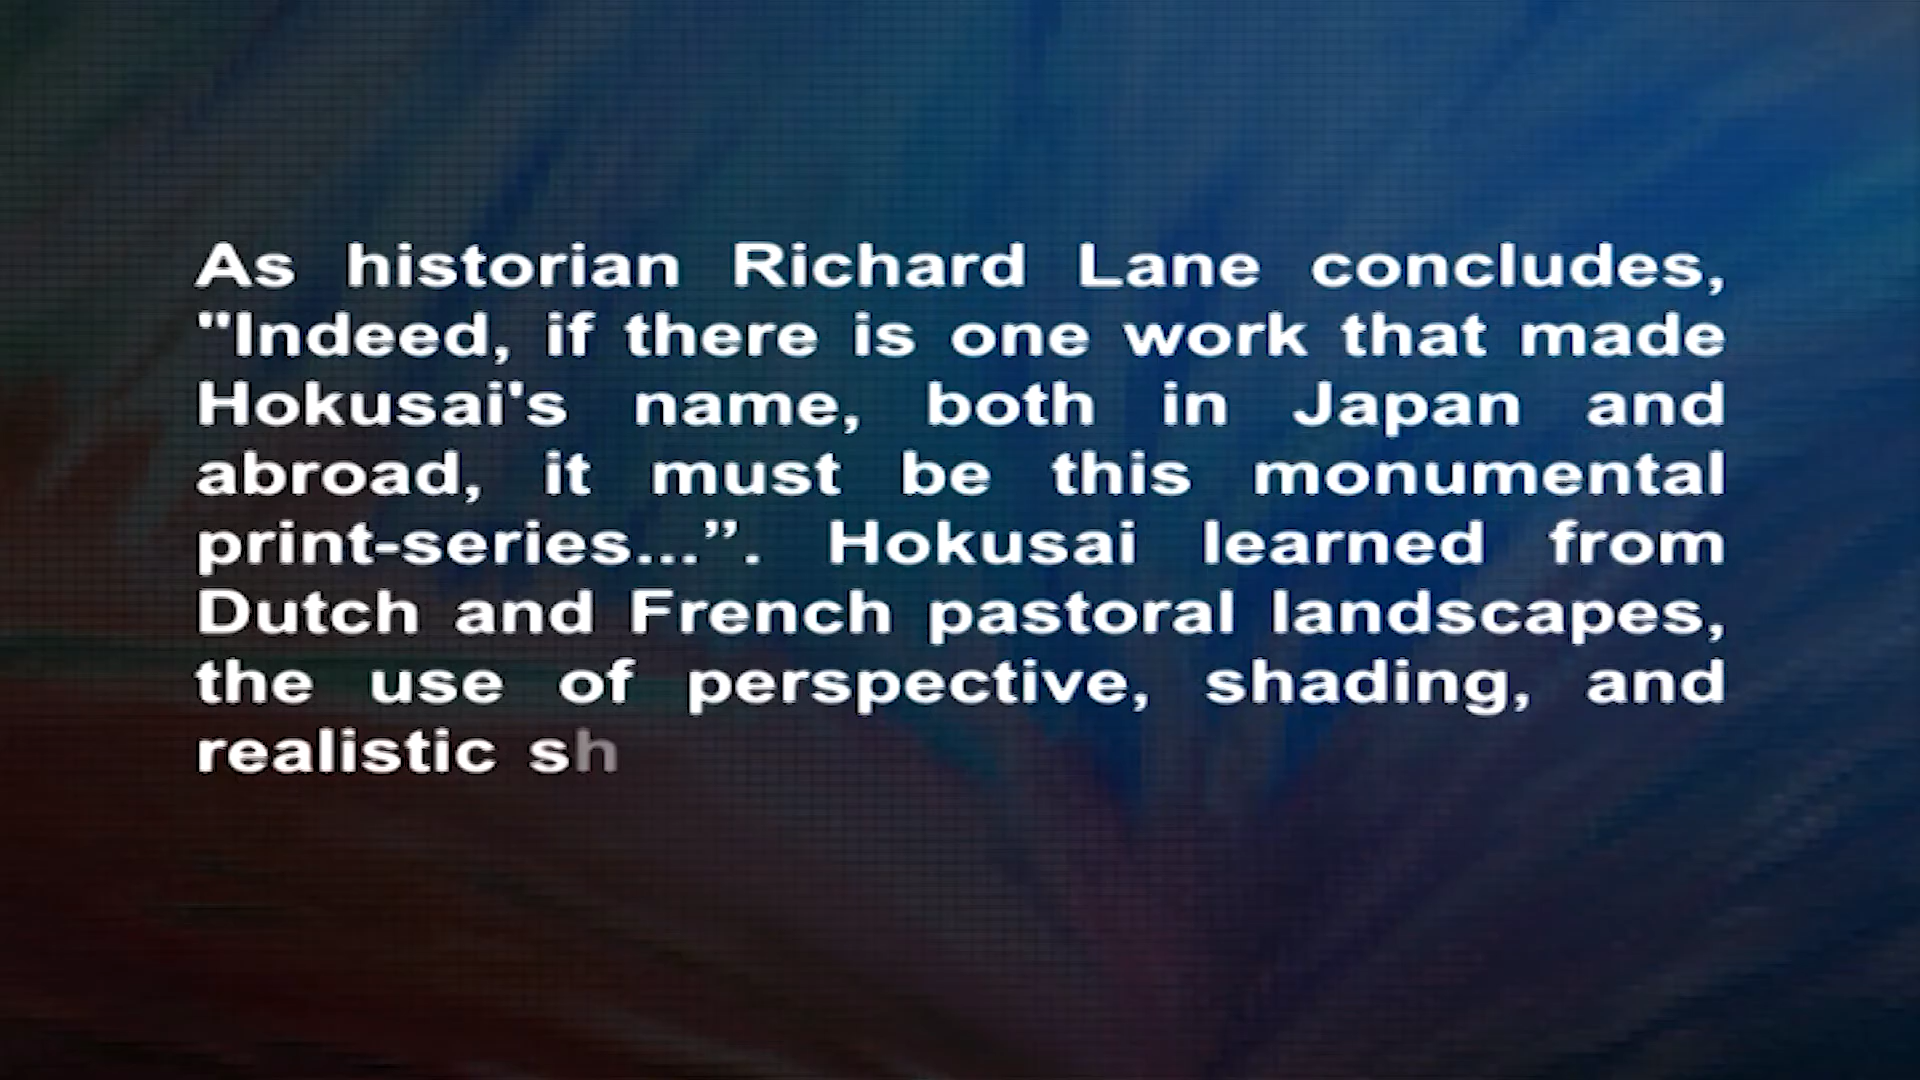 As historian Richard Lane concludes,
"Indeed, if there is one work that made
Hokusai's name, both in Japan and
abroad, it must be this monumental
print-series...”. Hokusai learned from
Dutch and French pastoral landscapes,
the use of perspective, shading, and
realistic sh